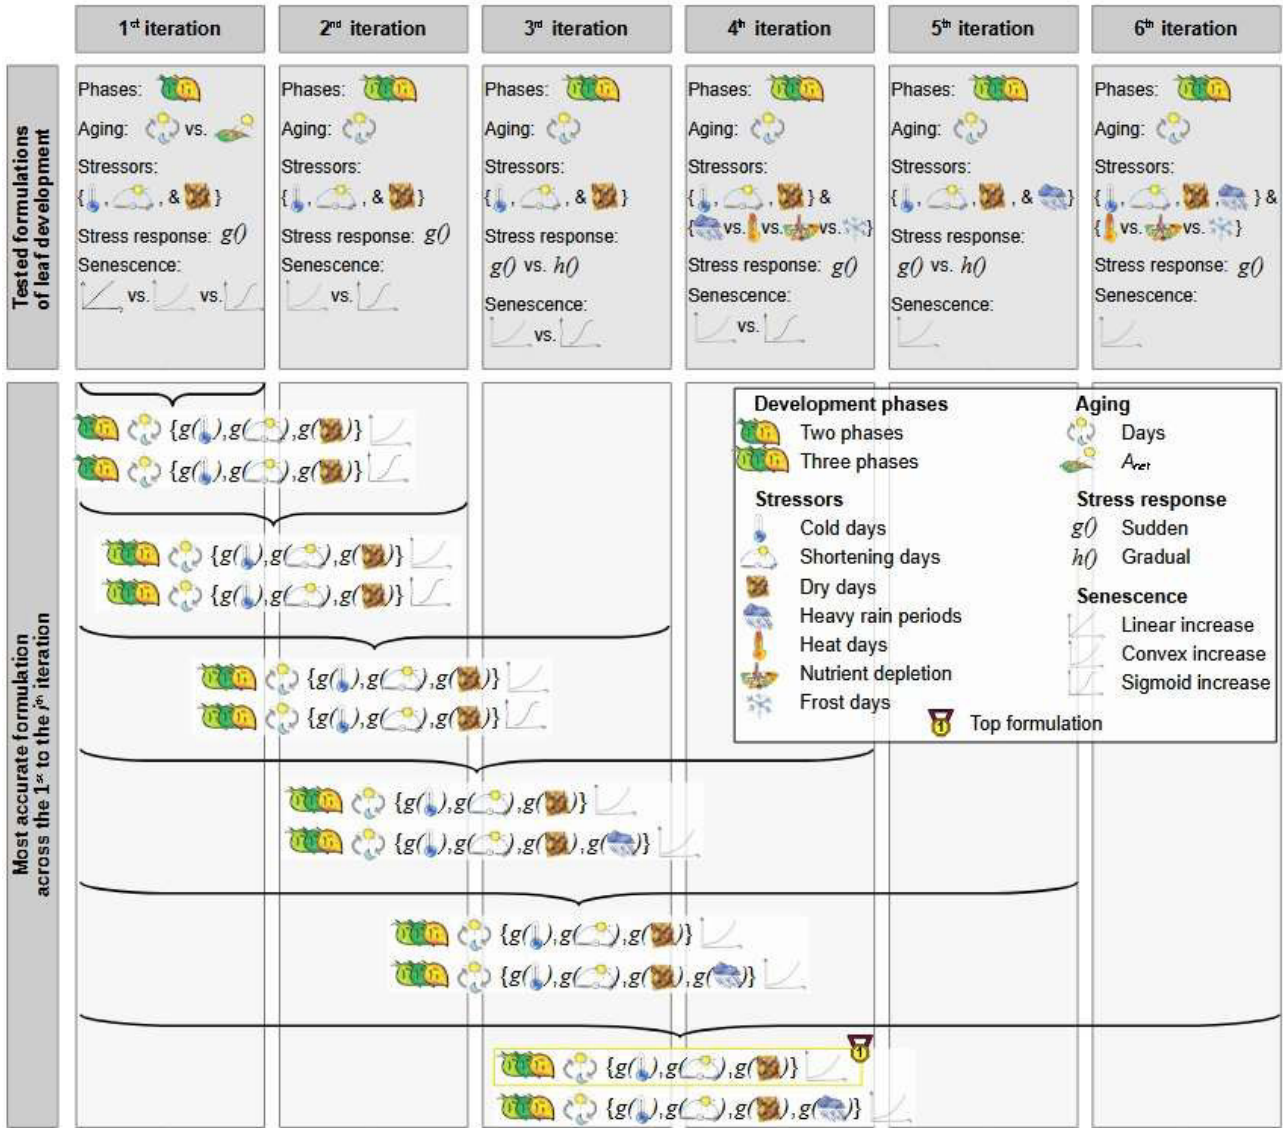 1st iteration
2nd iteration
3rd iteration
4th iteration
5th iteration
6th iteration
Tested formulations
of leaf development
Phases:
Aging: vs.
Stressors:
{ , , & }
Stress response: g()
Senescence:
vs. vs.
Phases:
Aging:
Stressors:
{ , , & }
Stress response: g()
Senescence:
vs.
Phases:
Aging:
Stressors:
{ , , & }
Stress response:
g() vs. h()
Senescence:
vs.
Phases:
Aging:
Stressors:
{ , , } &
{ vs. vs. vs. }
Stress response: g()
Senescence:
vs.
Phases:
Aging:
Stressors:
{ , , , & }
Stress response:
g() vs. h()
Senescence:
Phases:
Aging:
Stressors:
{ , , , } &
{ vs. vs. }
Stress response: g()
Senescence:
Most accurate formulation
across the 1st to the ith iteration
{g( ),g( ),g( )}
{g( ),g( ),g( )}
{g( ),g( ),g( )}
{g( ),g( ),g( )}
{g( ),g( ),g( )}
{g( ),g( ),g( )}
{g( ),g( ),g( )}
{g( ),g( ),g( ),g( )}
{g( ),g( ),g( )}
{g( ),g( ),g( ),g( )}
{g( ),g( ),g( )}
1
{g( ),g( ),g( ),g( )}
Development phases
Two phases
Three phases
Stressors
Cold days
Shortening days
Dry days
Heavy rain periods
Heat days
Nutrient depletion
Frost days
Aging
Days
Anet
Stress response
g() Sudden
h() Gradual
Senescence
Linear increase
Convex increase
Sigmoid increase
1 Top formulation